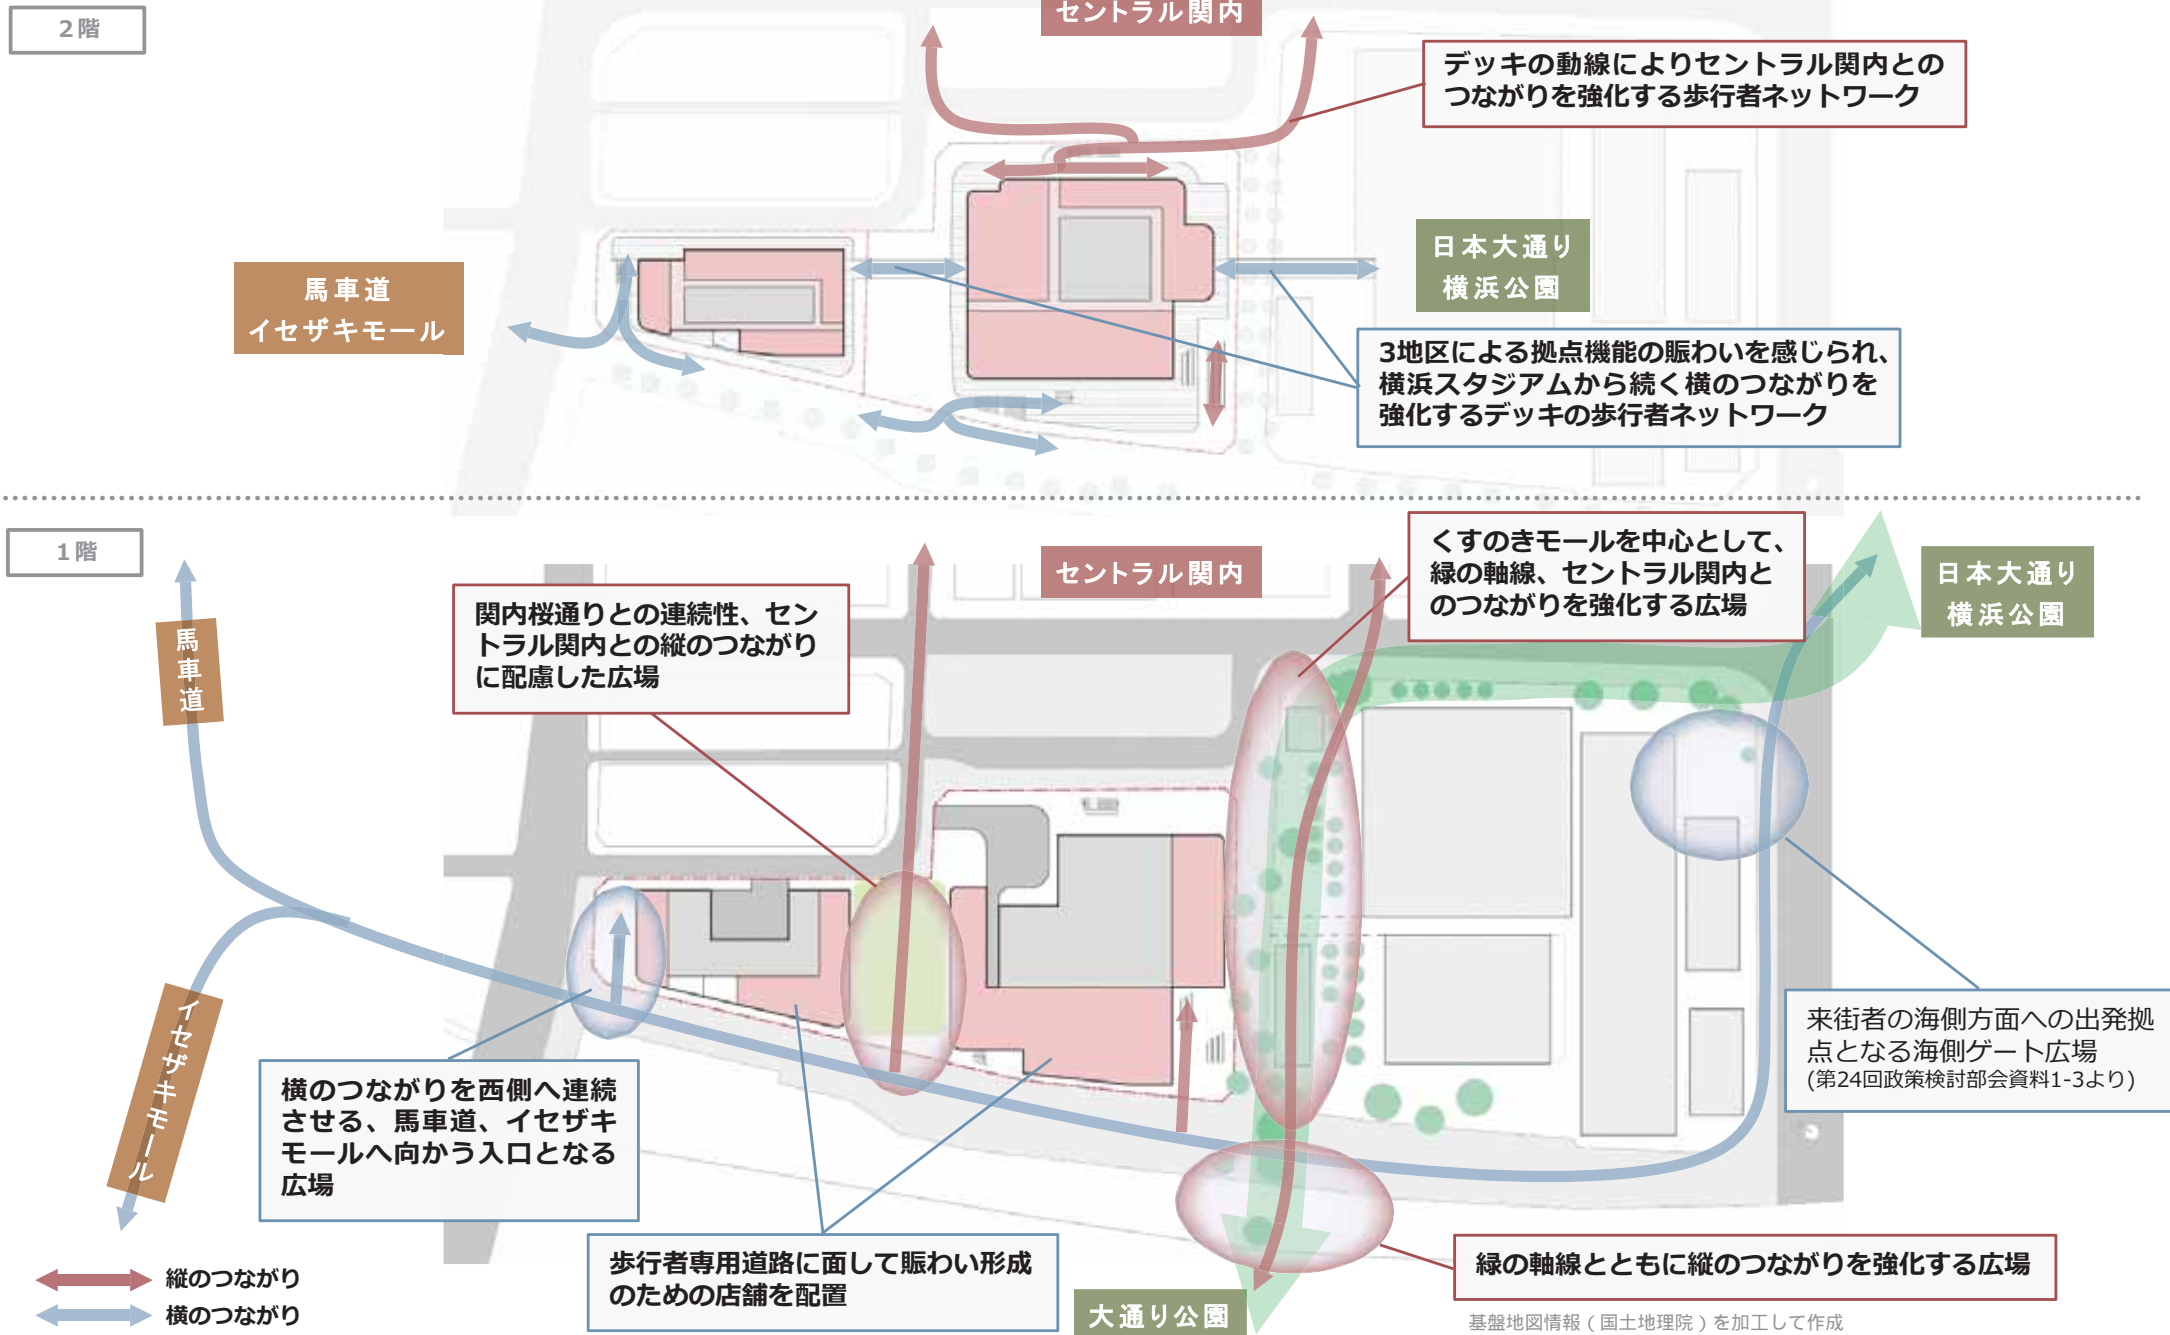 2階
セントラル関内
デッキの動線によりセントラル関内との
つながりを強化する歩行者ネットワーク
馬車道
イセザキモール
日本大通り
横浜公園
3地区による拠点機能の賑わいを感じられ、
横浜スタジアムから続く横のつながりを
強化するデッキの歩行者ネットワーク
1階
セントラル関内
くすのきモールを中心として、
緑の軸線、セントラル関内と
のつながりを強化する広場
日本大通り
横浜公園
関内桜通りとの連続性、セン
トラル関内との縦のつながり
に配慮した広場
馬車道
イセザキモール
来街者の海側方面への出発拠
点となる海側ゲート広場
(第24回政策検討部会資料1-3より)
横のつながりを西側へ連続
させる、馬車道、イセザキ
モールへ向かう入口となる
広場
歩行者専用道路に面して賑わい形成
のための店舗を配置
緑の軸線とともに縦のつながりを強化する広場
縦のつながり
横のつながり
大通り公園
基盤地図情報（国土地理院）を加工して作成